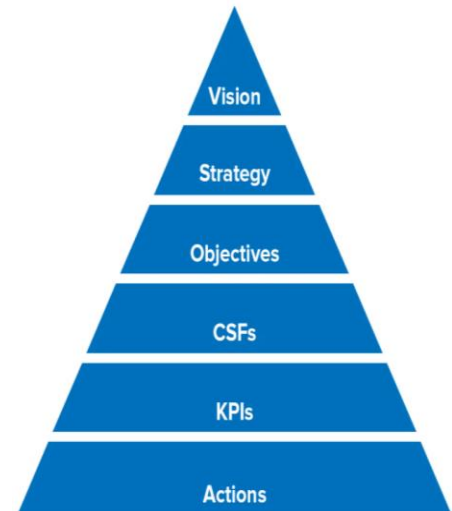 Vision
Strategy
Objectives
CSFs
KPIs
Actions